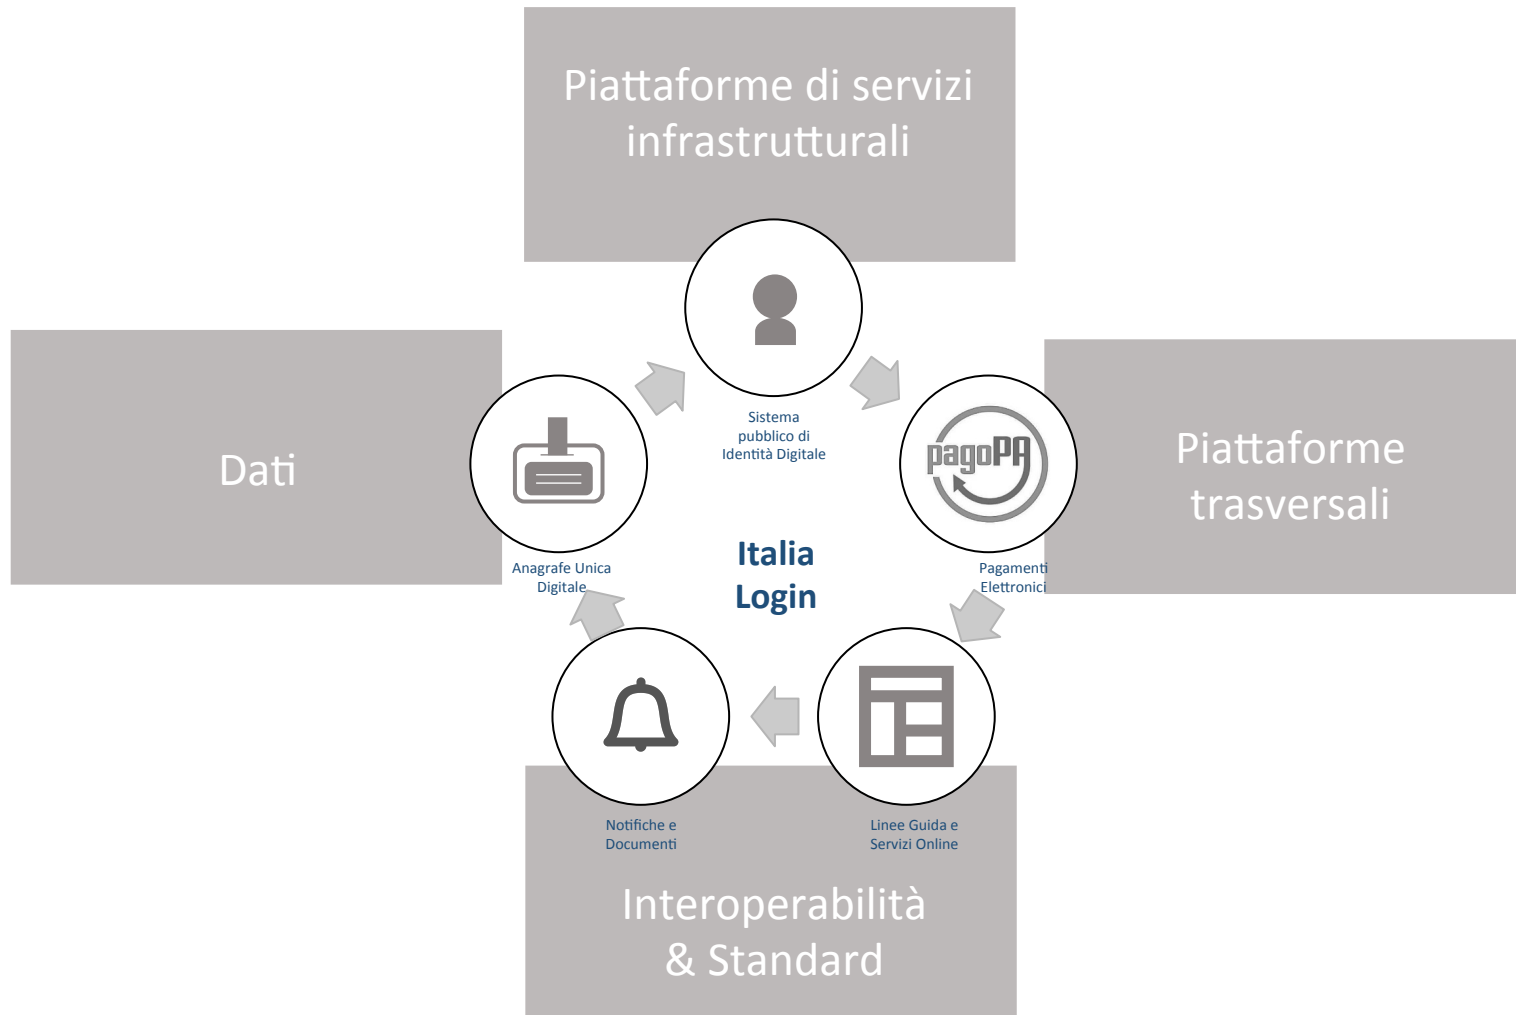 Piattaforme di servizi
infrastrutturali
Sistema
pubblico di
Identità Digitale
Dati
Anagrafe Unica
Digitale
pagoPA
Pagamenti
Elettronici
Piattaforme
trasversali
Italia
Login
Notifiche e
Documenti
Linee Guida e
Servizi Online
Interoperabilità
& Standard